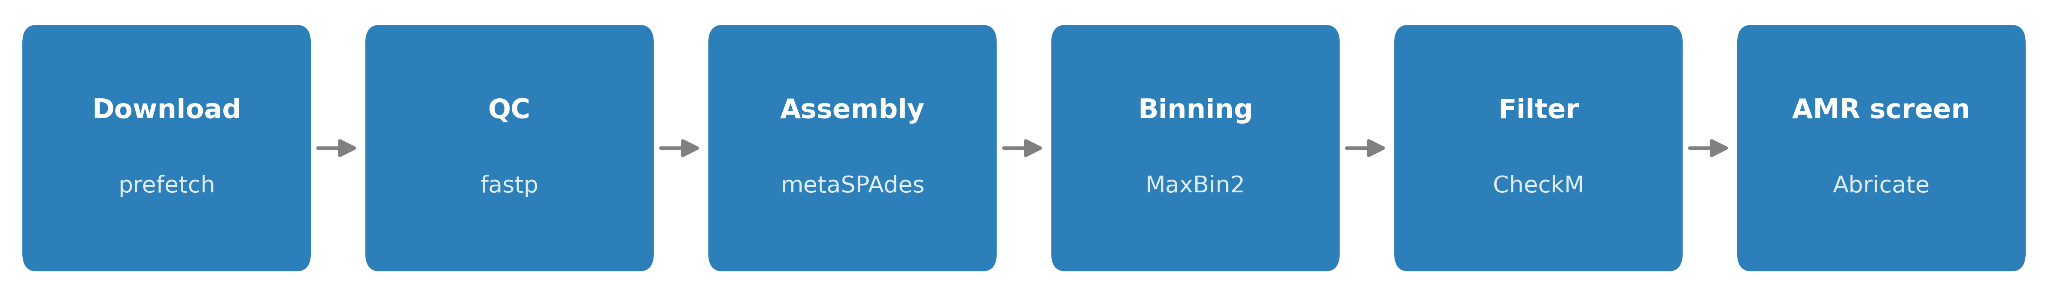 Download
prefetch
QC
fastp
Assembly
metaSPAdes
Binning
MaxBin2
Filter
CheckM
AMR screen
Abricate